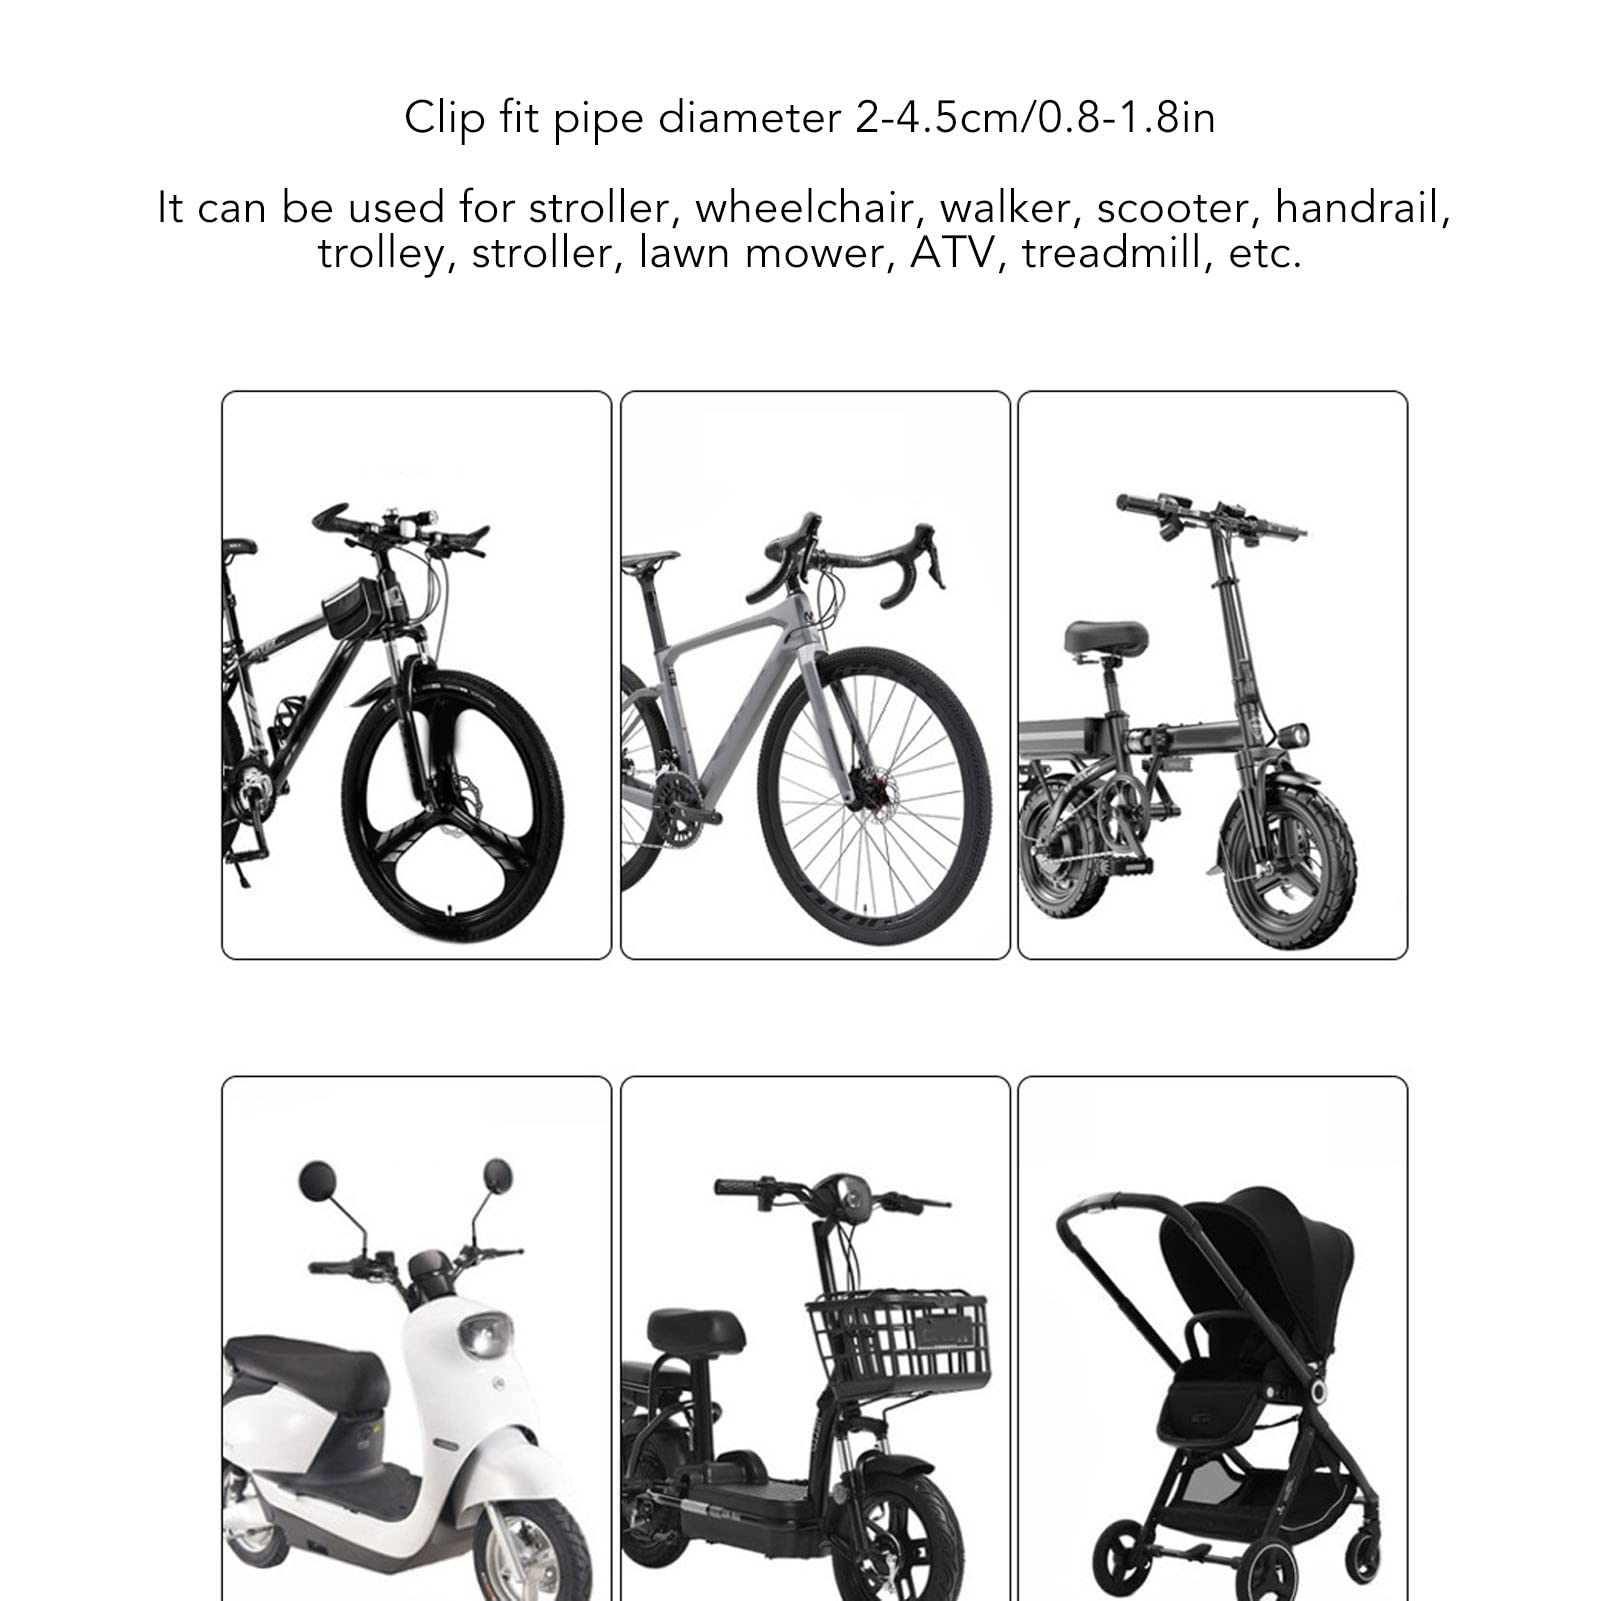 Clip fit pipe diameter 2-4.5cm/0.8-1.8in
It can be used for stroller, wheelchair, walker, scooter, handrail,
trolley, stroller, lawn mower, ATV, treadmill, etc.